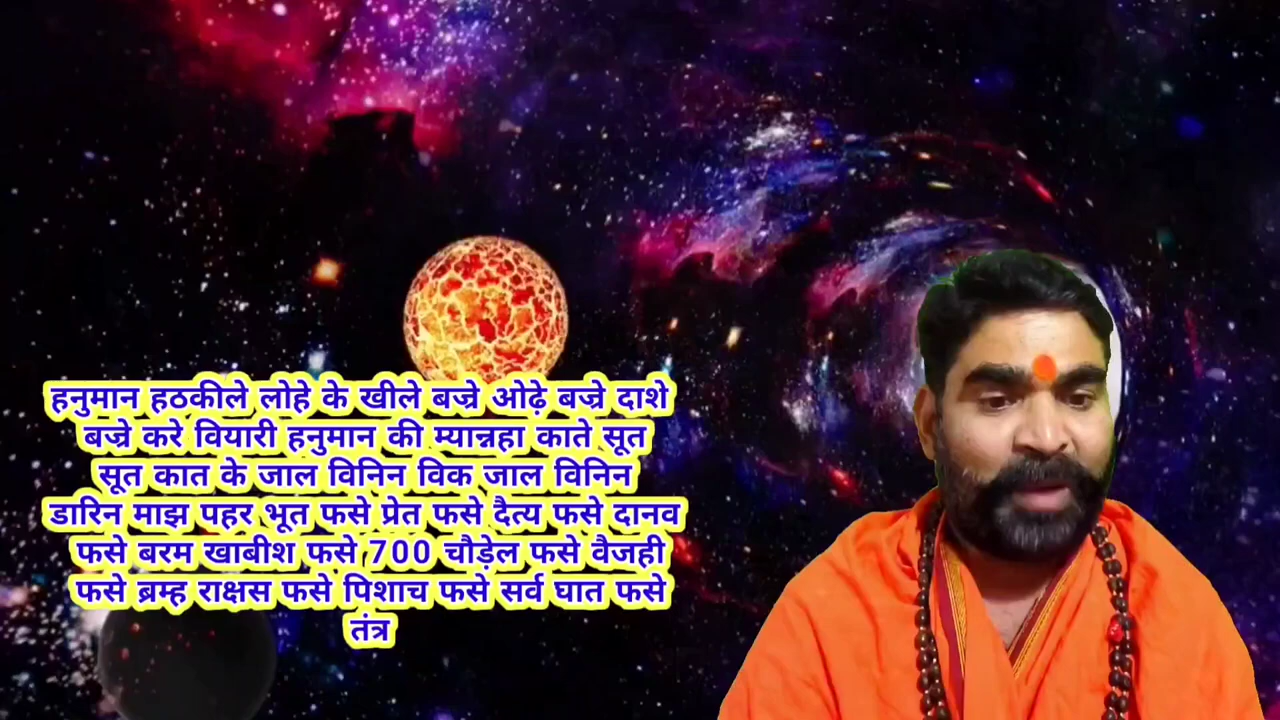 हनुमान हठकीले लोहे के खीले बज्रे ओढ़े बज्रे दाशे
बज्रे करे वियारी हनुमान की म्यान्नहा काते सूत
सूत कात के जाल विनिन विक जाल विनिन
डारिन माझ पहर भूत फसे प्रेत फसे दैत्य फसे दानव
फसे बरम खाबीश फसे 700 चौड़ेल फसे वैजही
फसे ब्रम्ह राक्षस फसे पिशाच फसे सर्व घात फसे
तंत्र